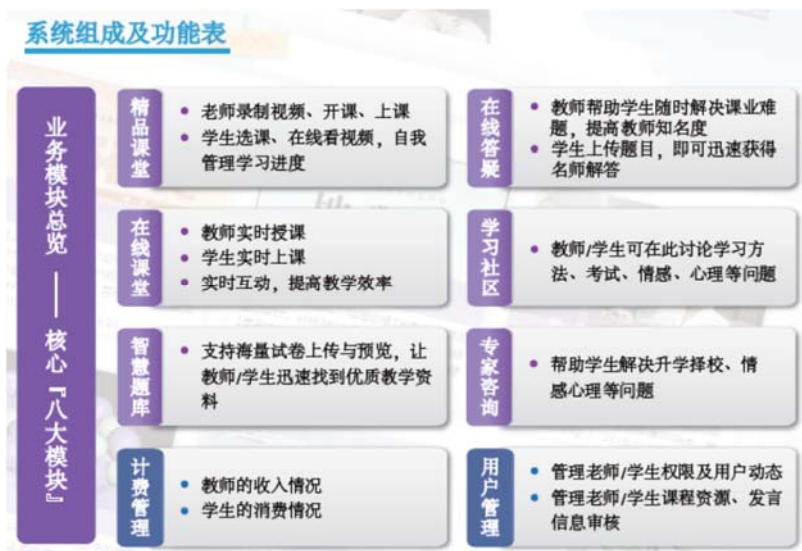 系统组成及功能表
业务模块总览——核心『八大模块』
精品课堂
• 老师录制视频、开课、上课
• 学生选课、在线看视频，自我
管理学习进度
在线答疑
• 教师帮助学生随时解决课业难
题，提高教师知名度
• 学生上传题目，即可迅速获得
名师解答
在线课堂
• 教师实时授课
• 学生实时上课
• 实时互动，提高教学效率
学习社区
• 教师/学生可在此讨论学习方
法、考试、情感、心理等问题
智慧题库
• 支持海量试卷上传与预览，让
教师/学生迅速找到优质教学资
料
专家咨询
• 帮助学生解决升学择校、情
感心理等问题
计费管理
• 教师的收入情况
• 学生的消费情况
用户管理
• 管理老师/学生权限及用户动态
• 管理老师/学生课程资源、发言
信息审核